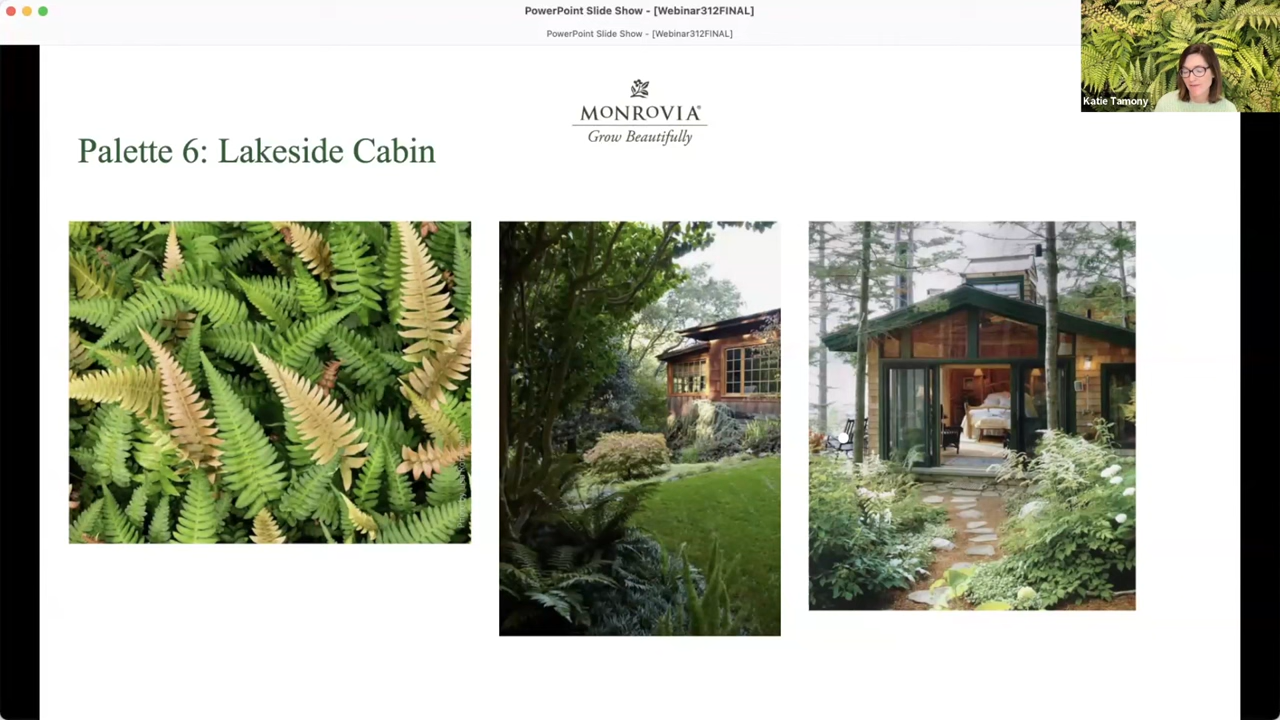 PowerPoint Slide Show - [Webinar312FINAL]
PowerPoint Slide Show - [Webinar312FINAL]
Katie Tamony
MONROVIA®
Grow Beautifully
Palette 6: Lakeside Cabin